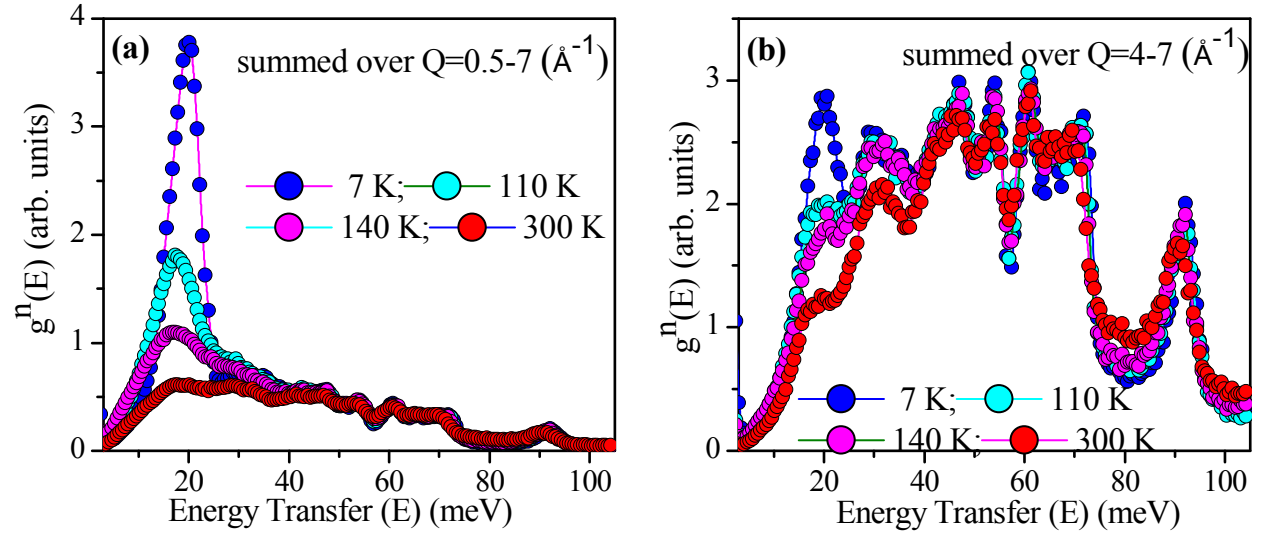 (a)
summed over Q=0.5-7 (Å⁻¹)
7 K; 110 K
140 K; 300 K
gⁿ(E) (arb. units)
4
3
2
1
0
20 40 60 80 100
Energy Transfer (E) (meV)
(b)
summed over Q=4-7 (Å⁻¹)
7 K; 110 K
140 K; 300 K
gⁿ(E) (arb. units)
4
3
2
1
0
20 40 60 80 100
Energy Transfer (E) (meV)